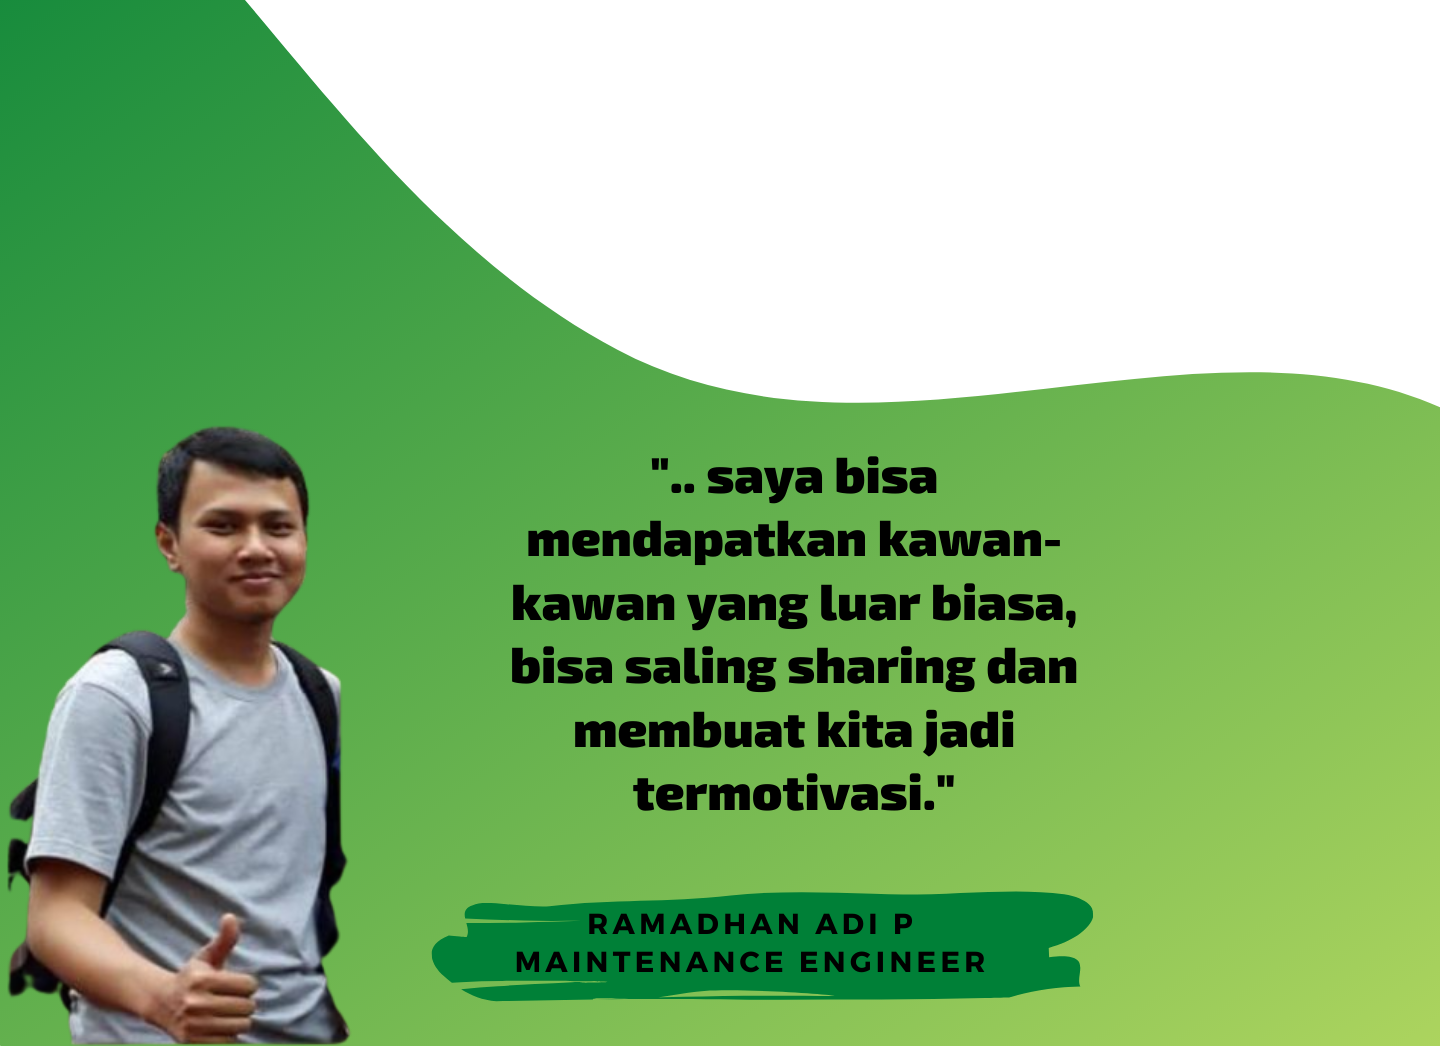 ".. saya bisa
mendapatkan kawan-
kawan yang luar biasa,
bisa saling sharing dan
membuat kita jadi
termotivasi."
RAMADHAN ADI P
MAINTENANCE ENGINEER